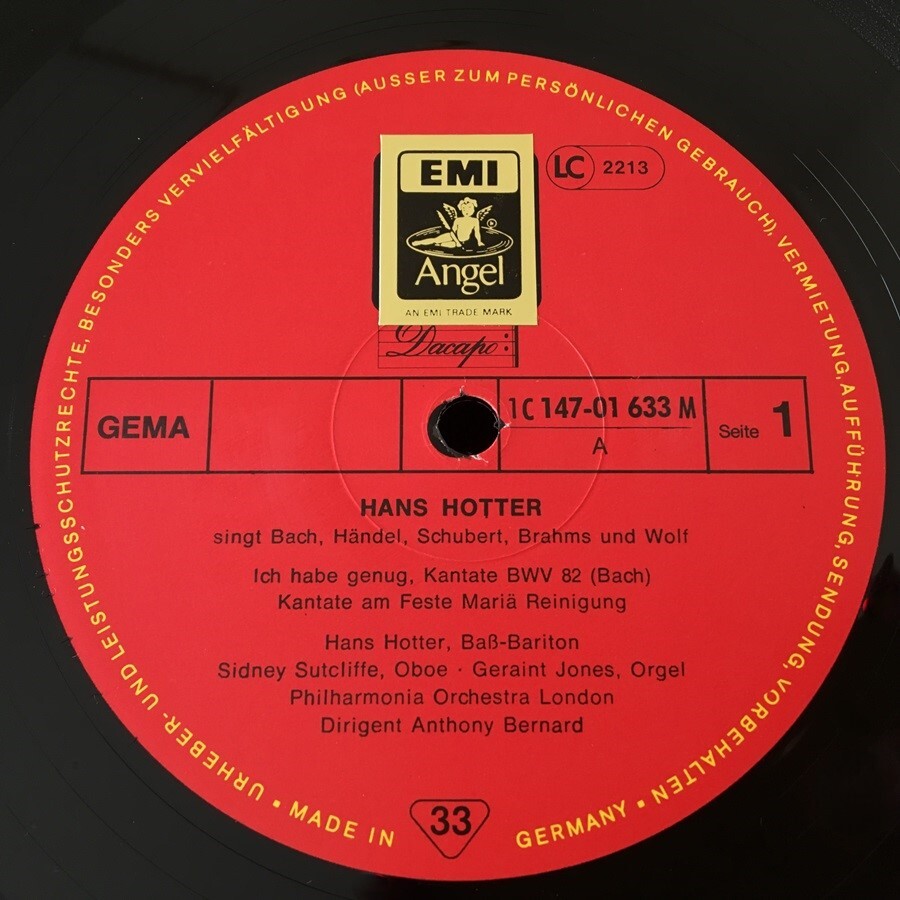 URHEBER- UND LEISTUNGSSCHUTZRECHTE, BESONDERS VERVIELFÄLTIGUNG (AUSSER ZUM PERSÖNLICHEN GEBRAUCH), VERMIETUNG, AUFFÜHRUNG, SENDUNG, VORBEHALTEN ▪
EMI
Angel
AN EMI TRADE MARK
LC 2213
Dacapo
GEMA
1C 147-01 633 M
A
Seite 1
HANS HOTTER
singt Bach, Händel, Schubert, Brahms und Wolf
Ich habe genug, Kantate BWV 82 (Bach)
Kantate am Feste Mariä Reinigung
Hans Hotter, Baß-Bariton
Sidney Sutcliffe, Oboe · Geraint Jones, Orgel
Philharmonia Orchestra London
Dirigent Anthony Bernard
33
▪ MADE IN GERMANY ▪